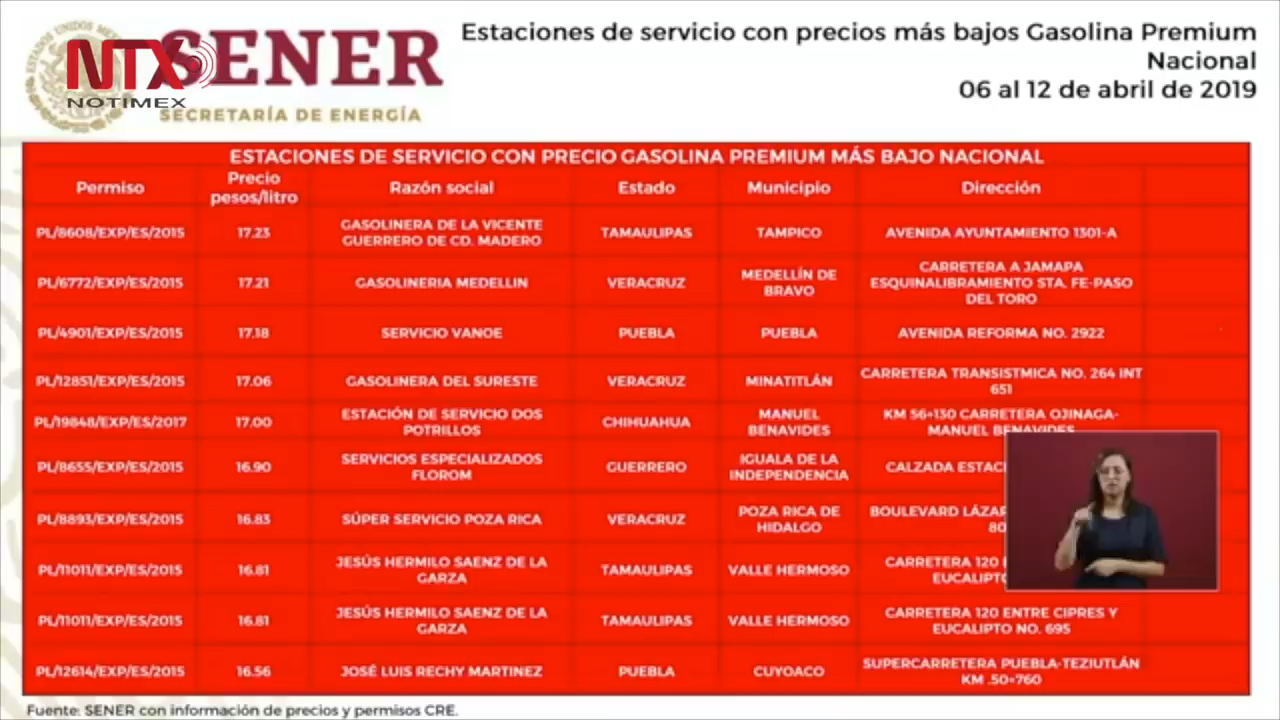 NTX
NOTIMEX
SENER
SECRETARÍA DE ENERGÍA
Estaciones de servicio con precios más bajos Gasolina Premium
Nacional
06 al 12 de abril de 2019
ESTACIONES DE SERVICIO CON PRECIO GASOLINA PREMIUM MÁS BAJO NACIONAL
Permiso Precio pesos/litro Razón social Estado Municipio Dirección
PL/8608/EXP/ES/2015 17.23 GASOLINERA DE LA VICENTE GUERRERO DE CD. MADERO TAMAULIPAS TAMPICO AVENIDA AYUNTAMIENTO 1301-A
PL/6772/EXP/ES/2015 17.21 GASOLINERIA MEDELLIN VERACRUZ MEDELLÍN DE BRAVO CARRETERA A JAMAPA ESQUINALIBRAMIENTO STA. FE-PASO DEL TORO
PL/4901/EXP/ES/2015 17.18 SERVICIO VANOE PUEBLA PUEBLA AVENIDA REFORMA NO. 2922
PL/12851/EXP/ES/2015 17.06 GASOLINERA DEL SURESTE VERACRUZ MINATITLÁN CARRETERA TRANSISTMICA NO. 264 INT 651
PL/19848/EXP/ES/2017 17.00 ESTACIÓN DE SERVICIO DOS POTRILLOS CHIHUAHUA MANUEL BENAVIDES KM 56+130 CARRETERA OJINAGA-MANUEL BENAVIDES
PL/8655/EXP/ES/2015 16.90 SERVICIOS ESPECIALIZADOS FLOROM GUERRERO IGUALA DE LA INDEPENDENCIA CALZADA
PL/8893/EXP/ES/2015 16.83 SÚPER SERVICIO POZA RICA VERACRUZ POZA RICA DE HIDALGO BOULEVARD
PL/11011/EXP/ES/2015 16.81 JESÚS HERMILO SAENZ DE LA GARZA TAMAULIPAS VALLE HERMOSO CARRETERA 120
PL/11011/EXP/ES/2015 16.81 JESÚS HERMILO SAENZ DE LA GARZA TAMAULIPAS VALLE HERMOSO CARRETERA 120 ENTRE CIPRES Y EUCALIPTO NO. 695
PL/12614/EXP/ES/2015 16.56 JOSÉ LUIS RECHY MARTINEZ PUEBLA CUYOACO SUPERCARRETERA PUEBLA-TEZIUTLÁN KM .50+760
Fuente: SENER con información de precios y permisos CRE.